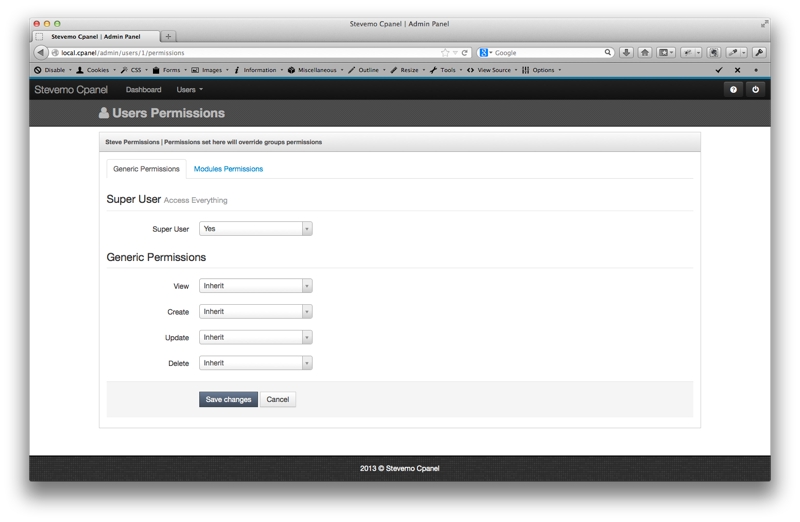 Stevemo Cpanel | Admin Panel
Stevemo Cpanel | Admin Panel
local.cpanel/admin/users/1/permissions
Google
Disable Cookies CSS Forms Images Information Miscellaneous Outline Resize Tools View Source Options
Stevemo Cpanel Dashboard Users
Users Permissions
Steve Permissions | Permissions set here will override groups permissions
Generic Permissions Modules Permissions
Super User Access Everything
Super User Yes
Generic Permissions
View Inherit
Create Inherit
Update Inherit
Delete Inherit
Save changes Cancel
2013 © Stevemo Cpanel